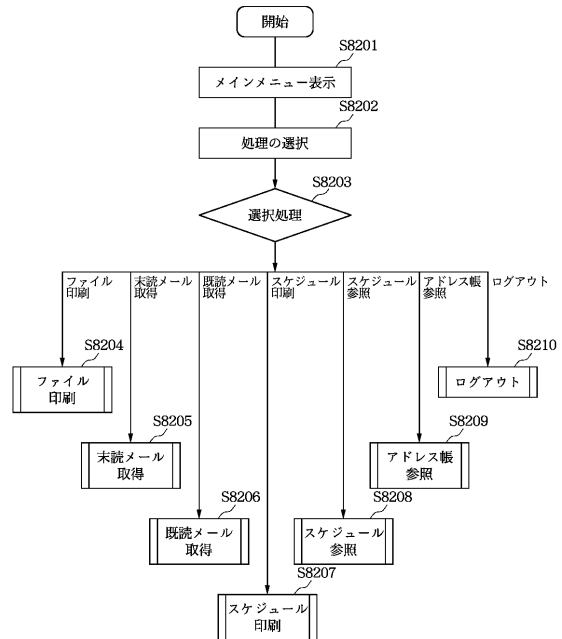 開始
S8201
メインメニュー表示
S8202
処理の選択
S8203
選択処理
ファイル
印刷
末読メール
取得
既読メール
取得
スケジュール
印刷
スケジュール
参照
アドレス帳
参照
ログアウト
S8204
ファイル
印刷
S8210
ログアウト
S8205
末読メール
取得
S8209
アドレス帳
参照
S8206
既読メール
取得
S8208
スケジュール
参照
S8207
スケジュール
印刷